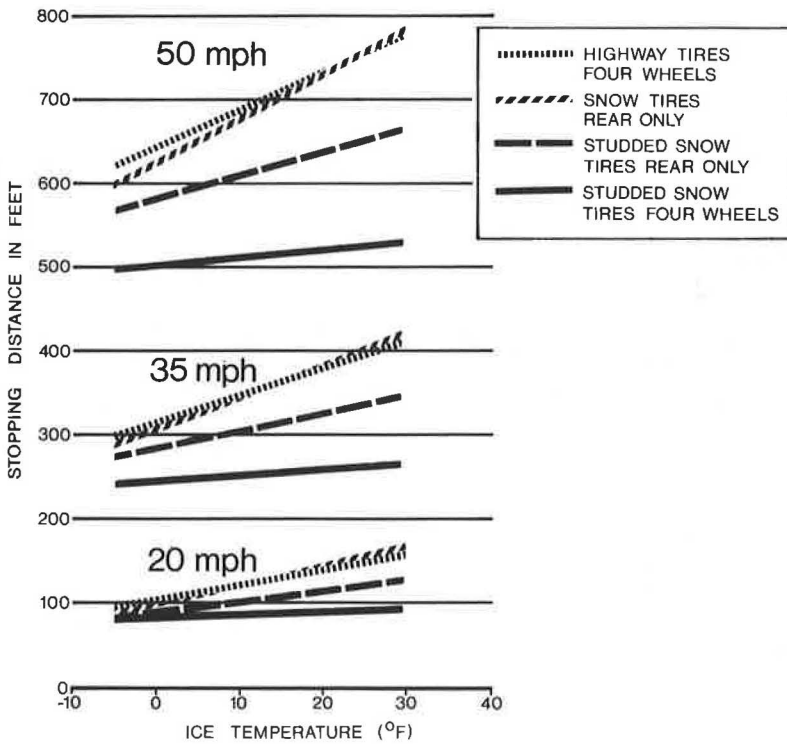 800
700
600
500
400
300
200
100
0
STOPPING DISTANCE IN FEET
50 mph
35 mph
20 mph
-10
0
10
20
30
40
ICE TEMPERATURE (ºF)
HIGHWAY TIRES
FOUR WHEELS
SNOW TIRES
REAR ONLY
STUDDED SNOW
TIRES REAR ONLY
STUDDED SNOW
TIRES FOUR WHEELS